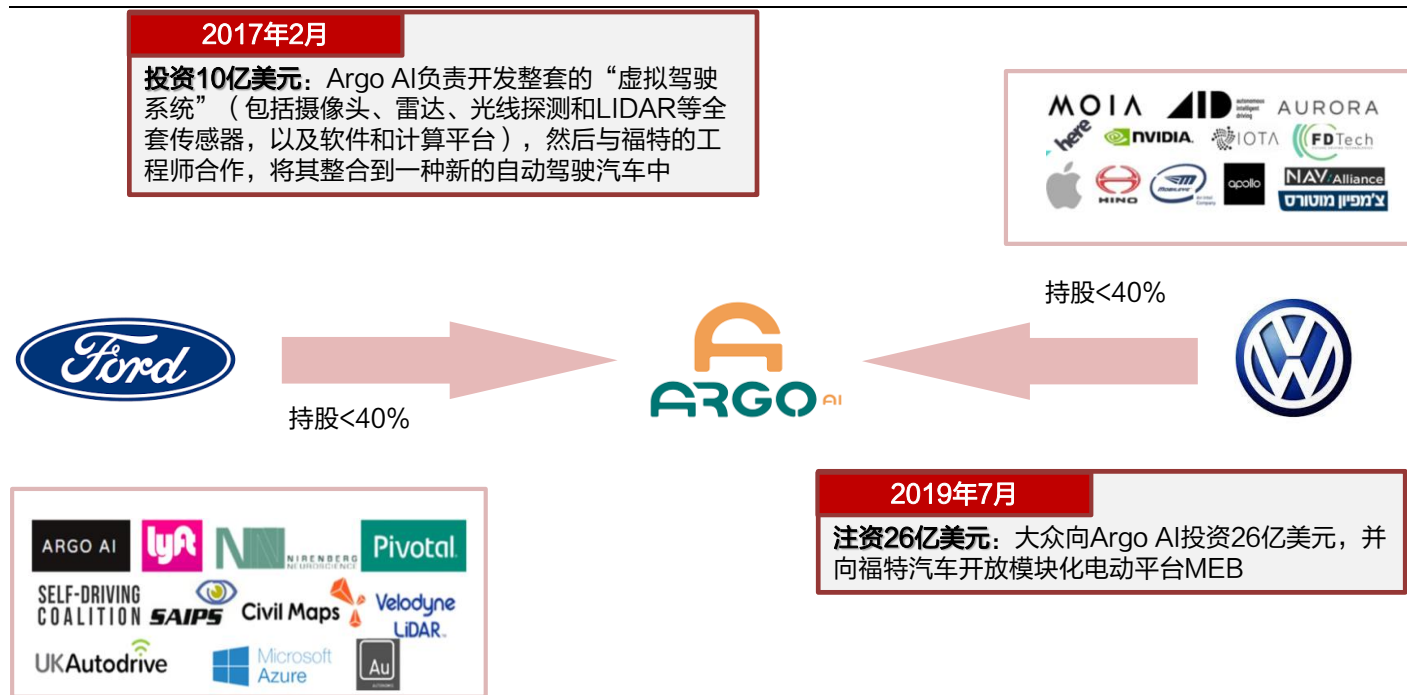 2017年2月
投资10亿美元：Argo AI负责开发整套的“虚拟驾驶
系统”（包括摄像头、雷达、光线探测和LIDAR等全
套传感器，以及软件和计算平台），然后与福特的工
程师合作，将其整合到一种新的自动驾驶汽车中
MOIA AID autonomous intelligent driving AURORA
here NVIDIA. IOTA FDTech
HINO MOBILEYE An Intel Company apollo NAV Alliance
צ'מפיון מוטורס
持股<40%
Ford
ARGO AI
VW
持股<40%
2019年7月
注资26亿美元：大众向Argo AI投资26亿美元，并
向福特汽车开放模块化电动平台MEB
ARGO AI lyft NIRENBERG NEUROSCIENCE Pivotal
SELF-DRIVING COALITION SAIPS Civil Maps Velodyne LiDAR
UKAutodrive Microsoft Azure Au